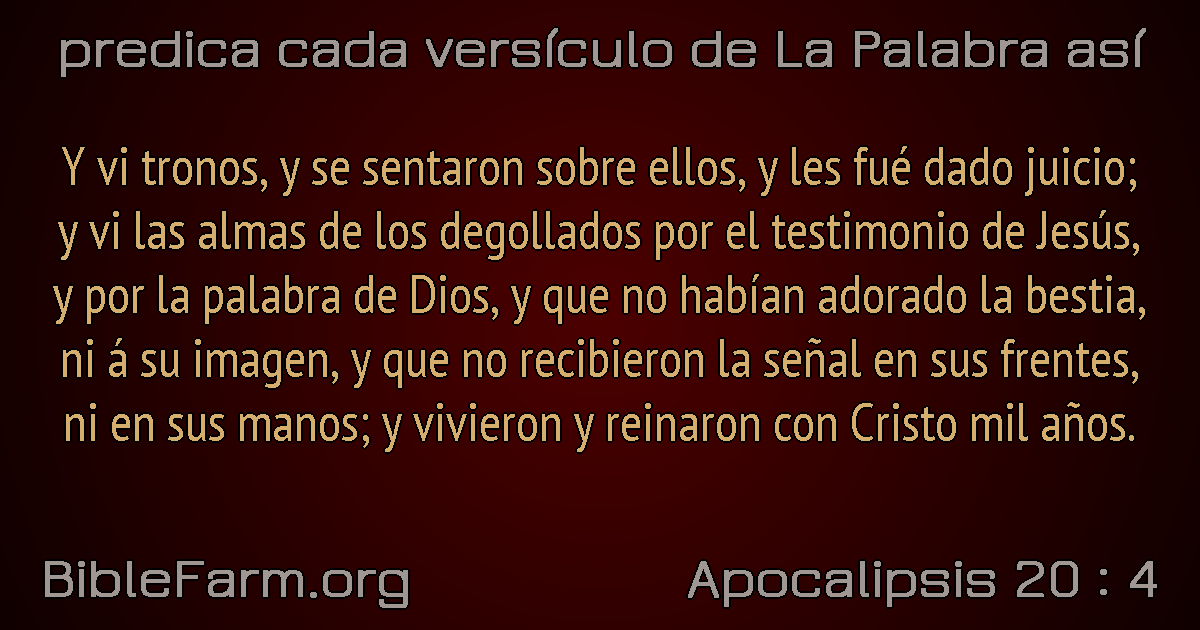 predica cada versículo de La Palabra así
Y vi tronos, y se sentaron sobre ellos, y les fué dado juicio;
y vi las almas de los degollados por el testimonio de Jesús,
y por la palabra de Dios, y que no habían adorado la bestia,
ni á su imagen, y que no recibieron la señal en sus frentes,
ni en sus manos; y vivieron y reinaron con Cristo mil años.
BibleFarm.org
Apocalipsis 20 : 4